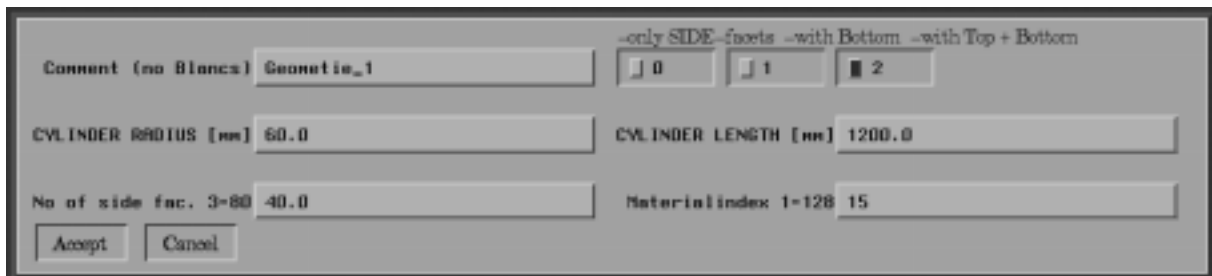 –only SIDE–facets –with Bottom –with Top + Bottom
Comment (no Blancs) Geometie_1 0 1 2
CYLINDER RADIUS [mm] 60.0 CYLINDER LENGTH [mm] 1200.0
No of side fac. 3-80 40.0 Materialindex 1-128 15
Accept Cancel